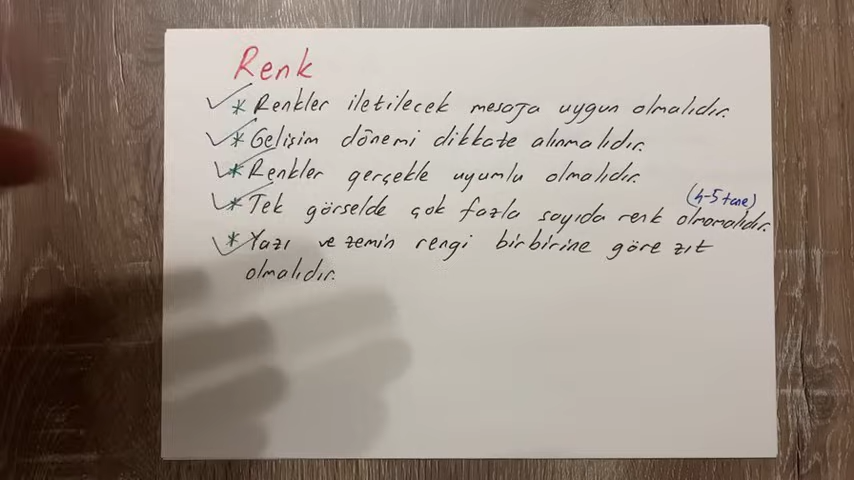 Renk
* Renkler iletilecek mesaja uygun olmalıdır.
* Gelişim dönemi dikkate alınmalıdır.
* Renkler gerçekle uyumlu olmalıdır.
(4-5 tane)
* Tek görselde çok fazla sayıda renk olmamalıdır.
* Yazı ve zemin rengi birbirine göre zıt
olmalıdır.